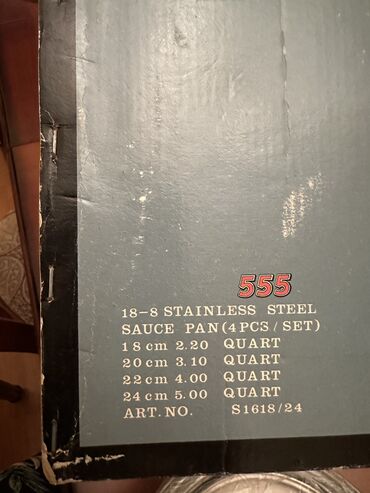 555
18-8 STAINLESS STEEL
SAUCE PAN (4PCS/SET)
18cm 2.20 QUART
20cm 3.10 QUART
22cm 4.00 QUART
24cm 5.00 QUART
ART.NO. S1618/24